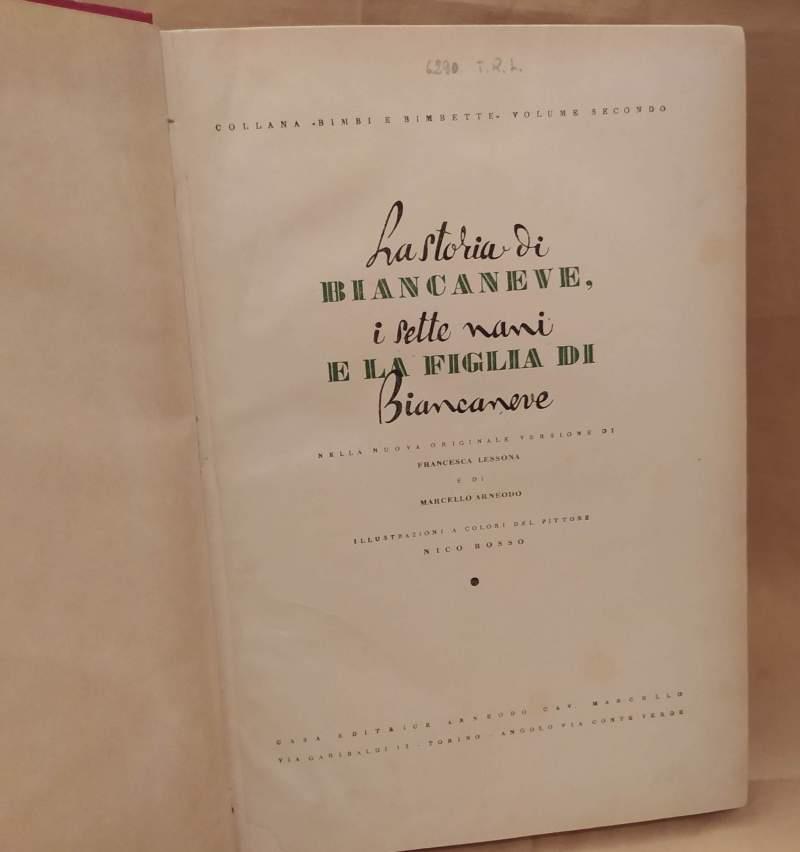 6290 T.R.L.
COLLANA «BIMBI E BIMBETTE» VOLUME SECONDO
La storia di
BIANCANEVE,
i sette nani
E LA FIGLIA DI
Biancaneve
NELLA NUOVA ORIGINALE VERSIONE DI
FRANCESCA LESSONA
E DI
MARCELLO ARNEODO
ILLUSTRAZIONI A COLORI DEL PITTORE
NICO ROSSO
CASA EDITRICE ARNEODO CAV. MARCELLO
VIA GARIBALDI 12 - TORINO - ANGOLO VIA CONTE VERDE